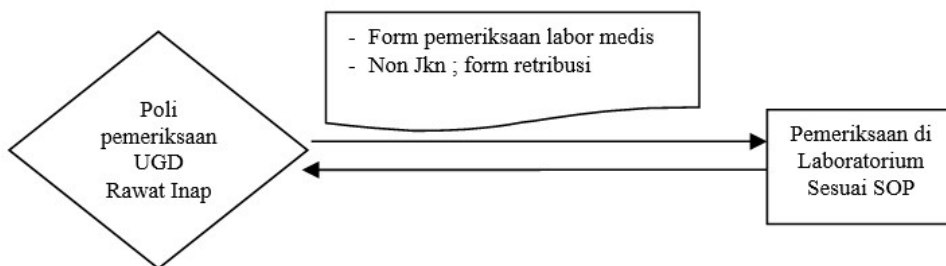 - Form pemeriksaan labor medis
- Non Jkn ; form retribusi
Poli
pemeriksaan
UGD
Rawat Inap
Pemeriksaan di
Laboratorium
Sesuai SOP